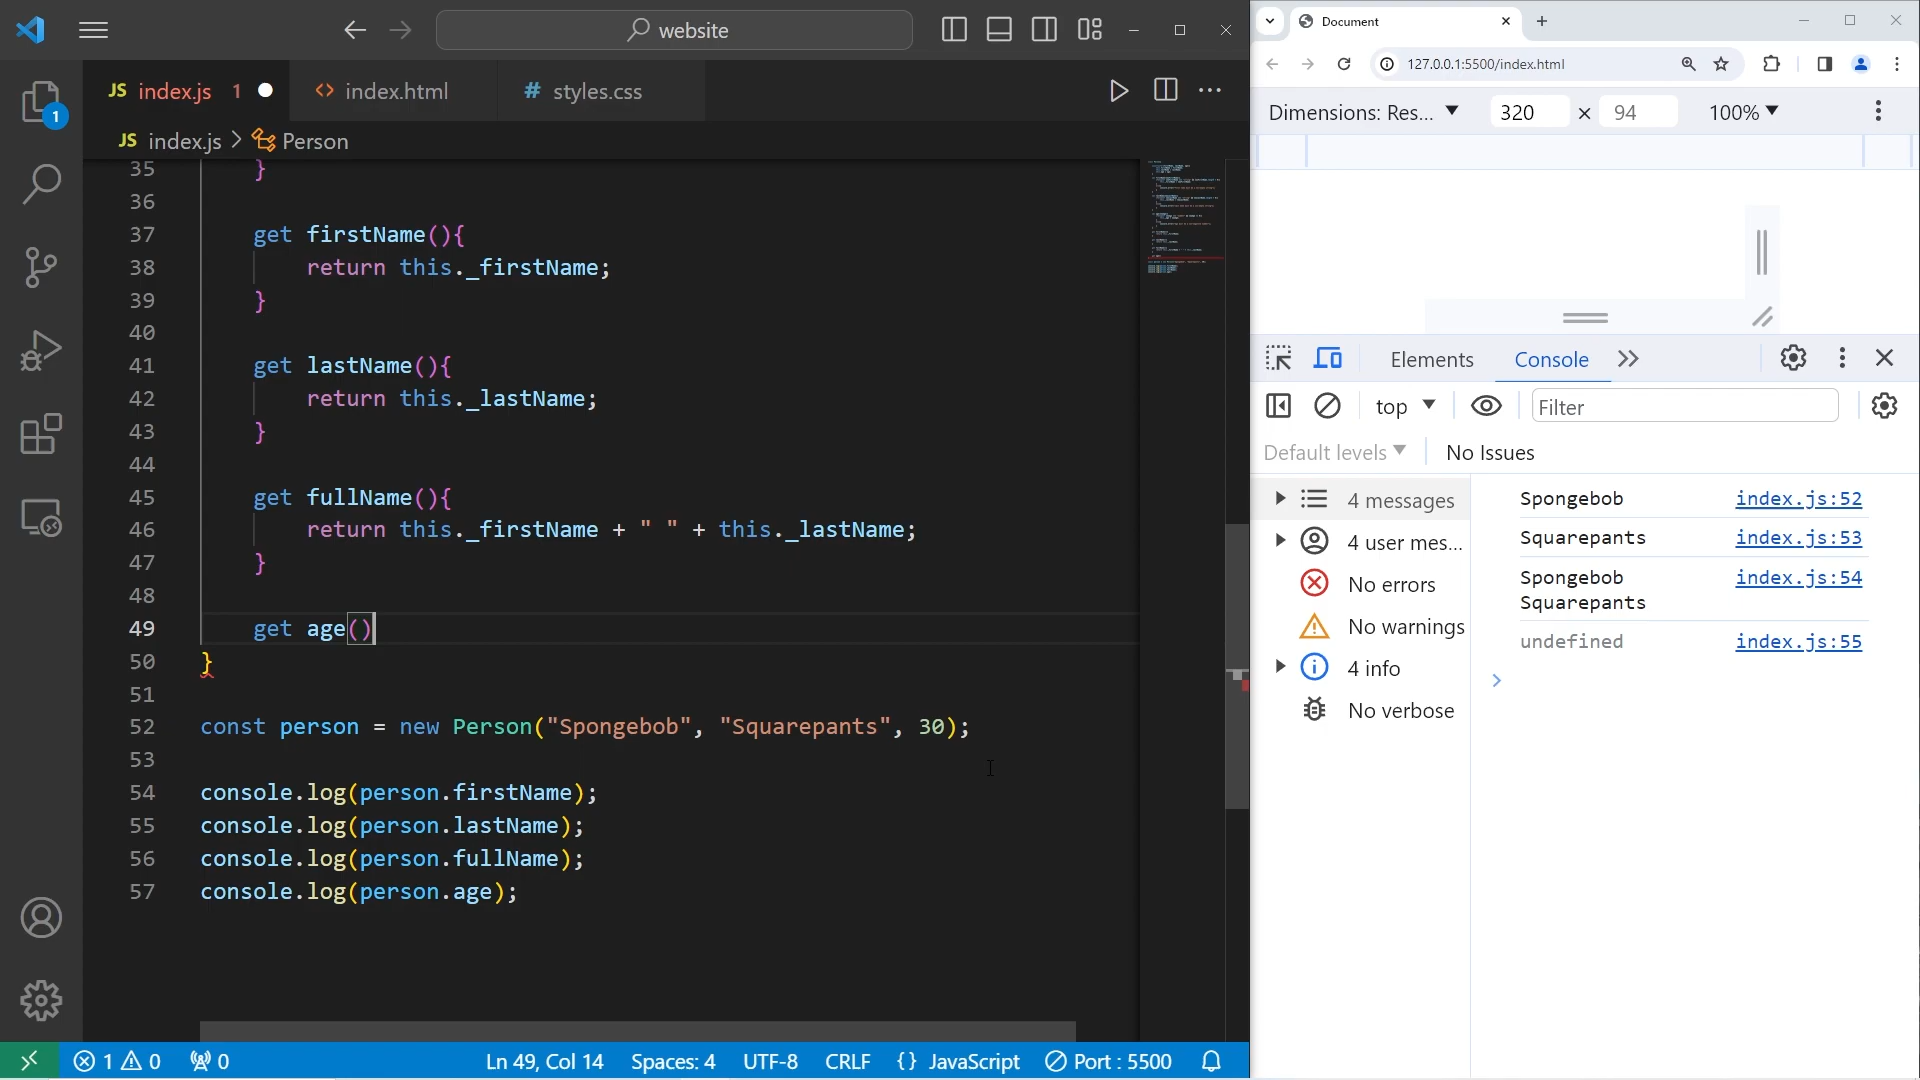 website
JS index.js 1
<> index.html
# styles.css
JS index.js > Person
35 }
36
37 get firstName(){
38 return this._firstName;
39 }
40
41 get lastName(){
42 return this._lastName;
43 }
44
45 get fullName(){
46 return this._firstName + " " + this._lastName;
47 }
48
49 get age()
50 }
51
52 const person = new Person("Spongebob", "Squarepants", 30);
53
54 console.log(person.firstName);
55 console.log(person.lastName);
56 console.log(person.fullName);
57 console.log(person.age);
1
1 0 0
Ln 49, Col 14 Spaces: 4 UTF-8 CRLF {} JavaScript Port : 5500
Document
127.0.0.1:5500/index.html
Dimensions: Res... 320 × 94 100%
Elements Console
top Filter
Default levels No Issues
4 messages
4 user mes...
No errors
No warnings
4 info
No verbose
Spongebob index.js:52
Squarepants index.js:53
Spongebob index.js:54
Squarepants
undefined index.js:55